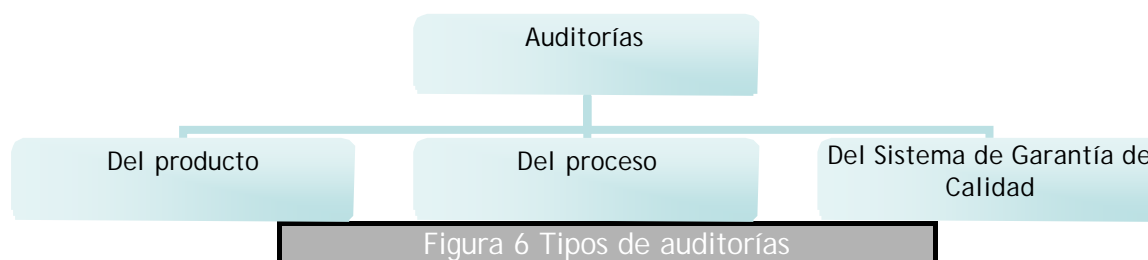 Auditorías
Del producto
Del proceso
Del Sistema de Garantía de
Calidad
Figura 6 Tipos de auditorías